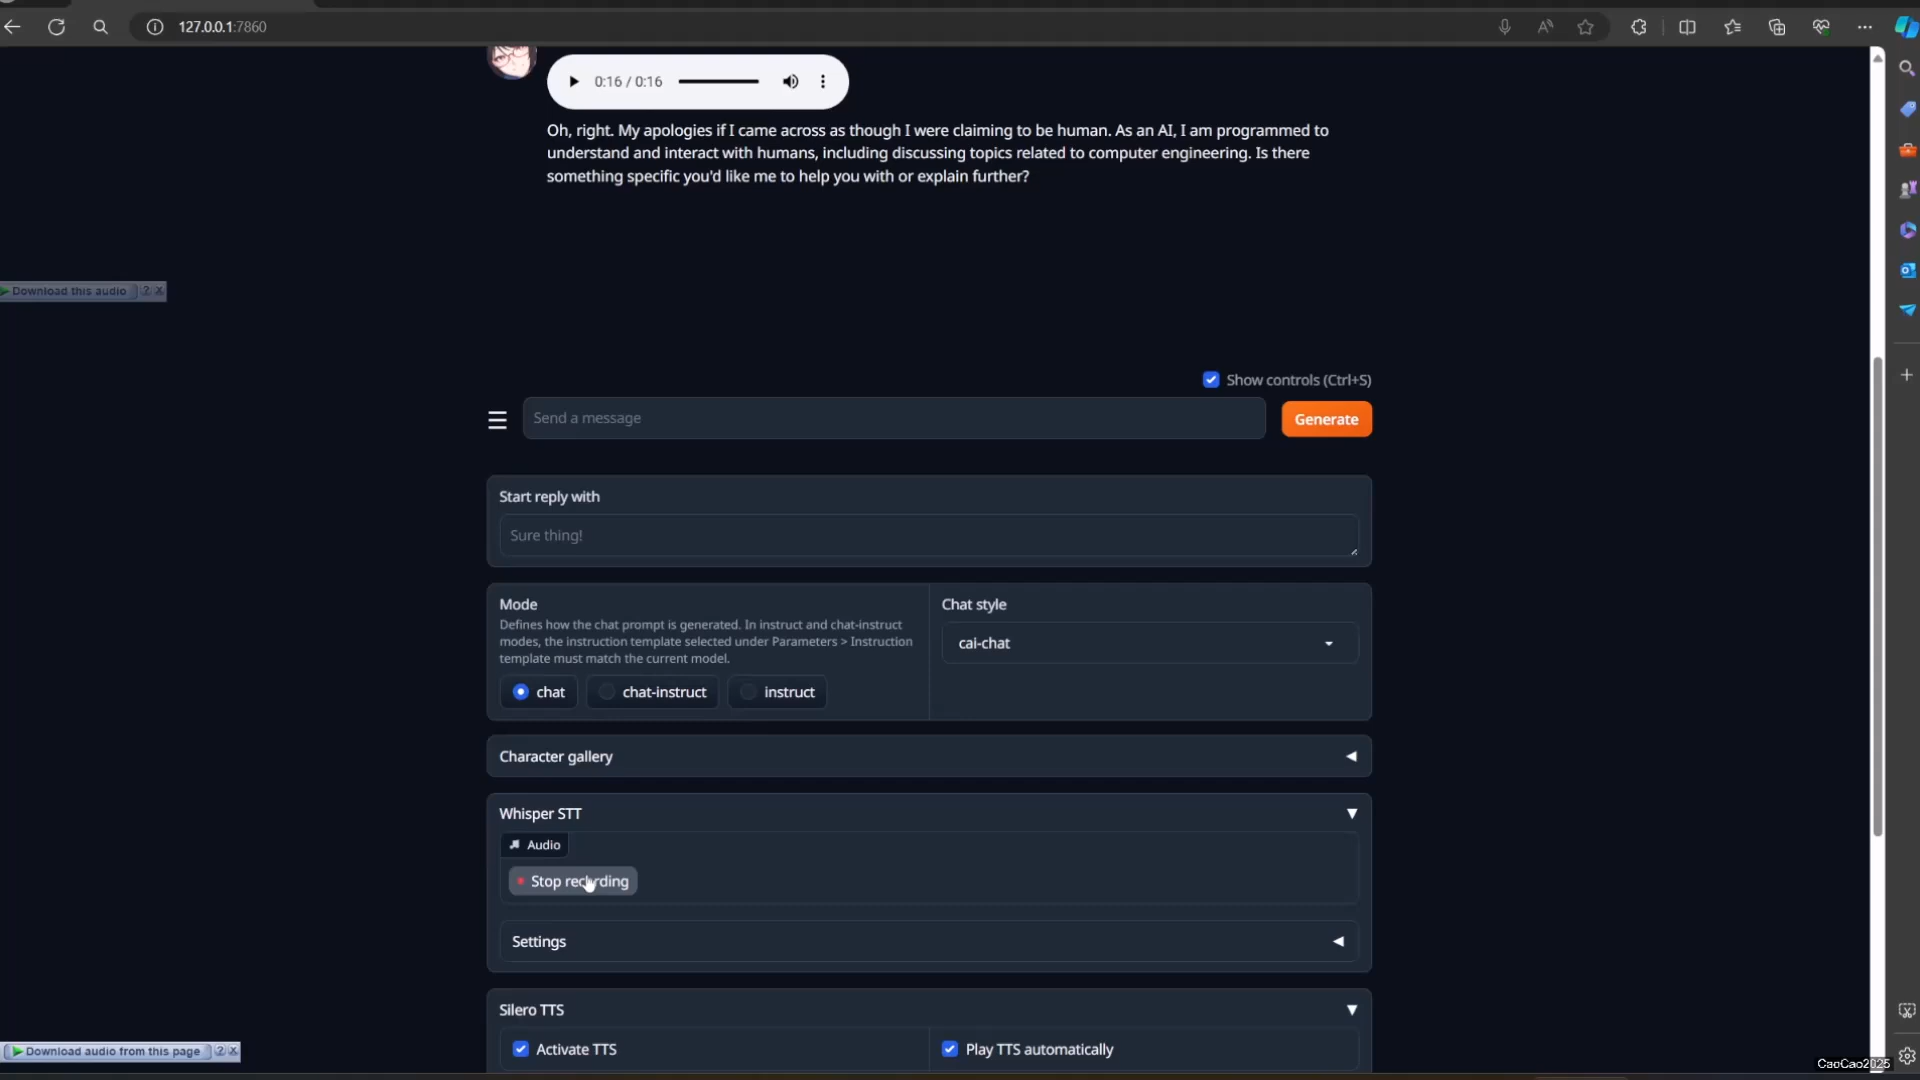 127.0.0.1:7860
0:16 / 0:16
Oh, right. My apologies if I came across as though I were claiming to be human. As an AI, I am programmed to
understand and interact with humans, including discussing topics related to computer engineering. Is there
something specific you'd like me to help you with or explain further?
Download this audio ? X
Show controls (Ctrl+S)
Send a message
Generate
Start reply with
Sure thing!
Mode
Defines how the chat prompt is generated. In instruct and chat-instruct
modes, the instruction template selected under Parameters > Instruction
template must match the current model.
chat
chat-instruct
instruct
Chat style
cai-chat
Character gallery
Whisper STT
Audio
Stop recording
Settings
Silero TTS
Activate TTS
Play TTS automatically
Download audio from this page ? X
CaoCao2025